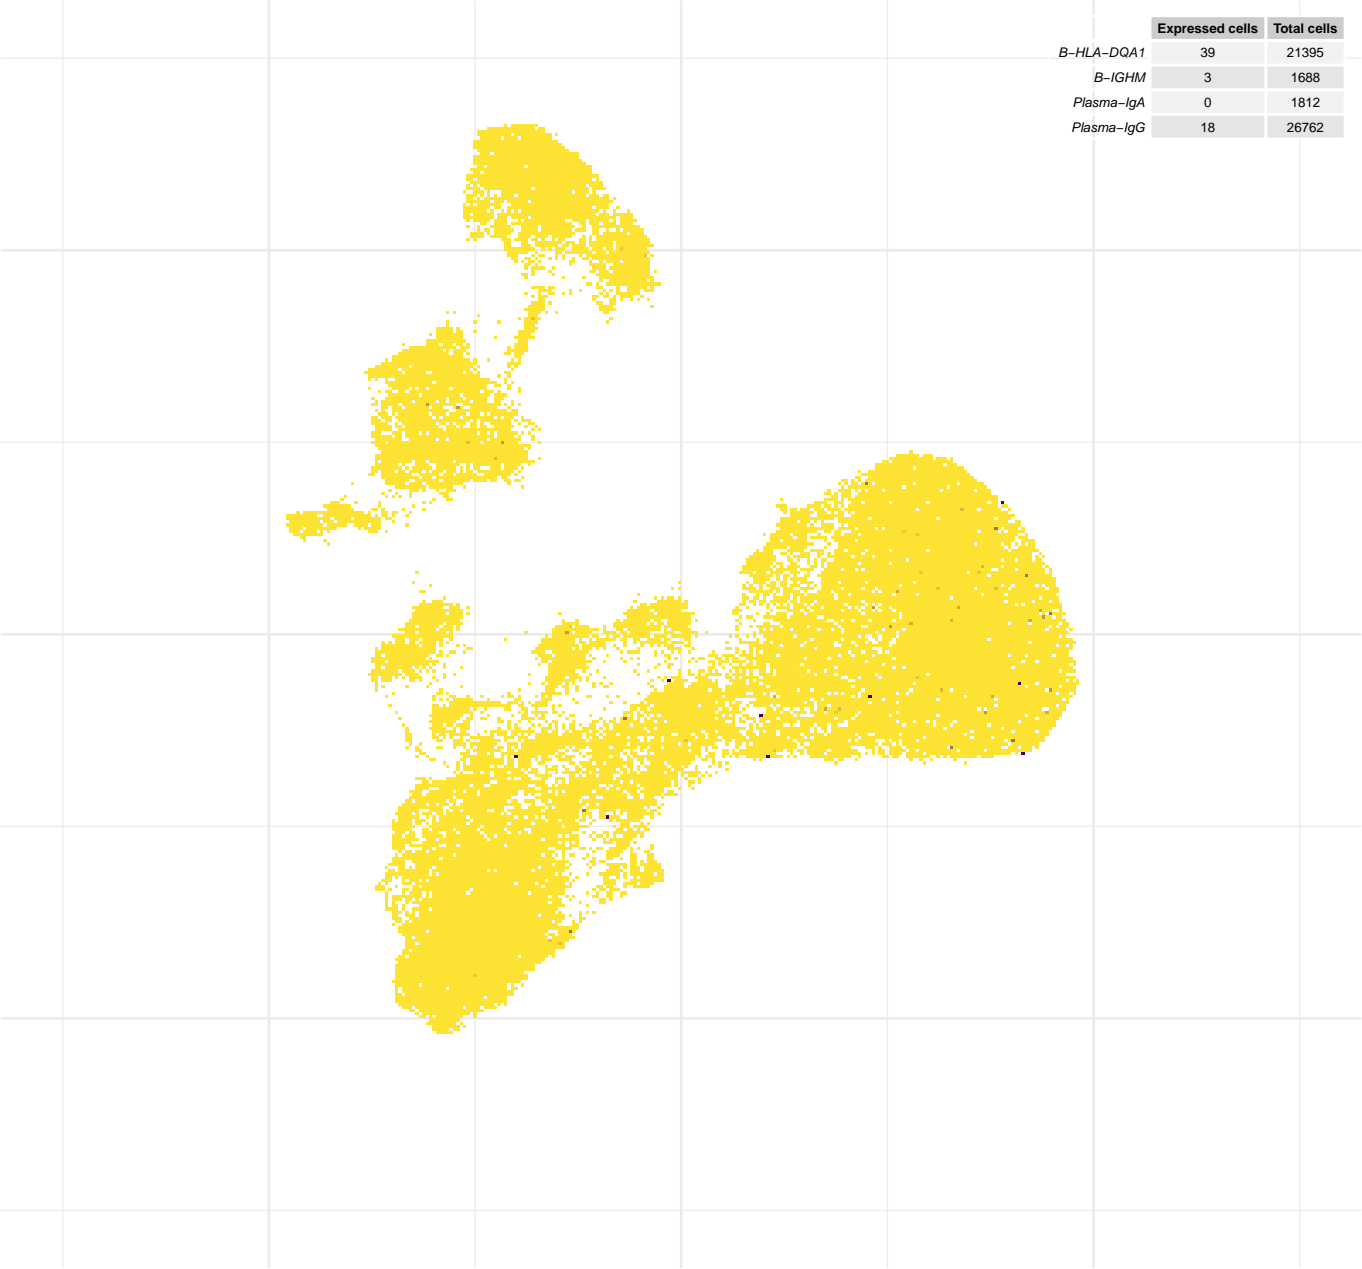 Expressed cells Total cells
B−HLA−DQA1 39 21395
B−IGHM 3 1688
Plasma−IgA 0 1812
Plasma−IgG 18 26762